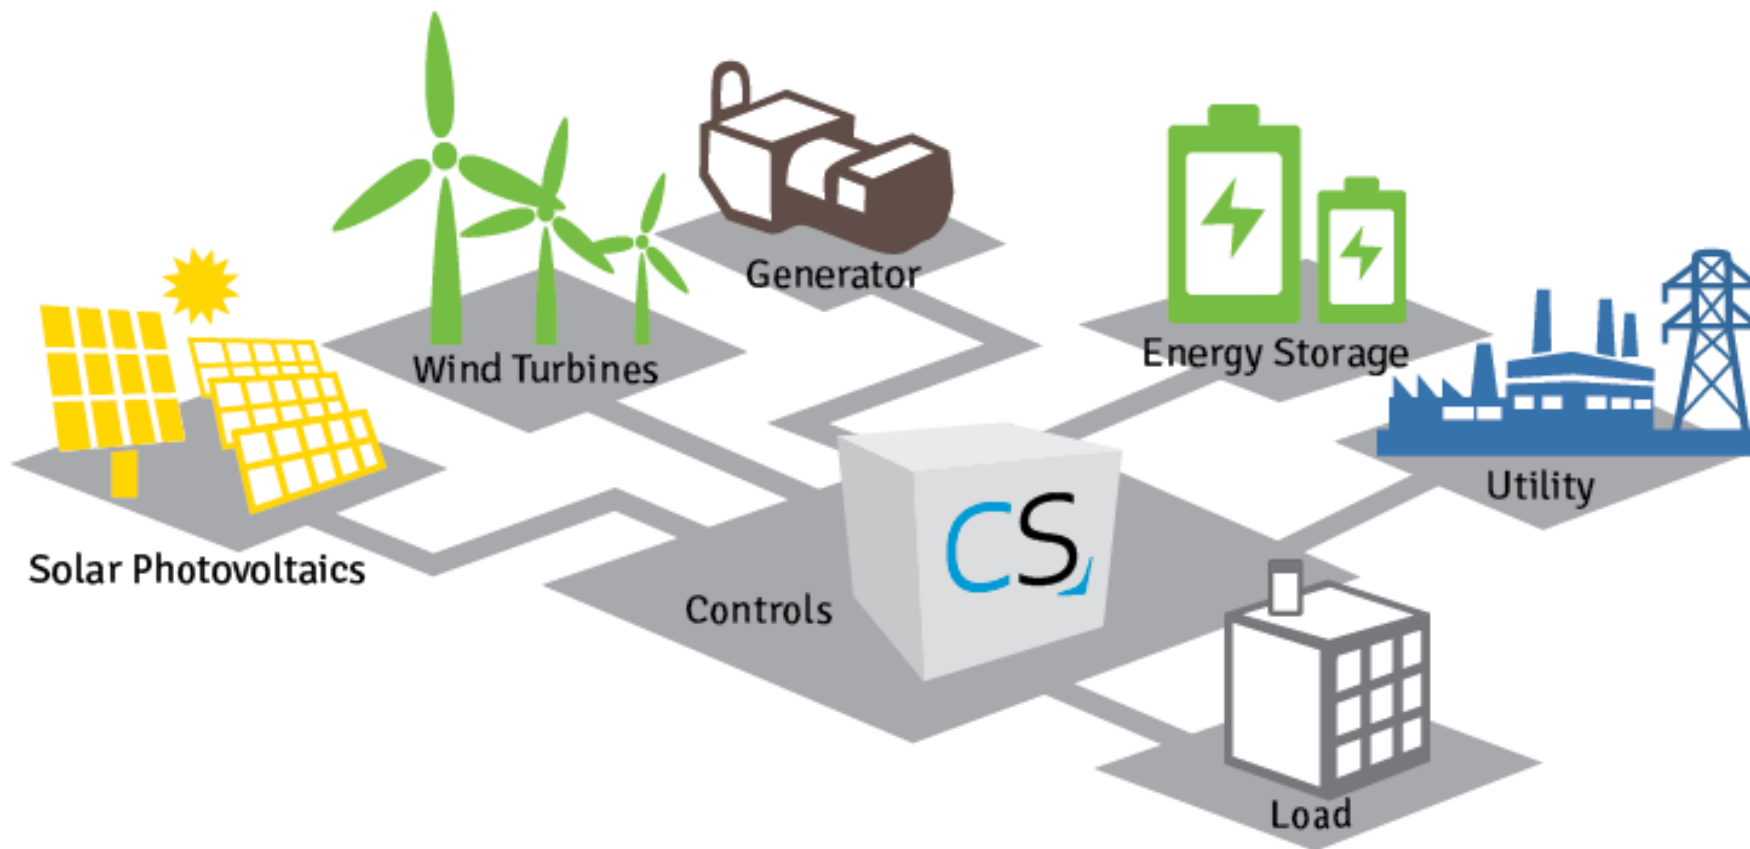 Generator
Energy Storage
Wind Turbines
Utility
Solar Photovoltaics
CS
Controls
Load